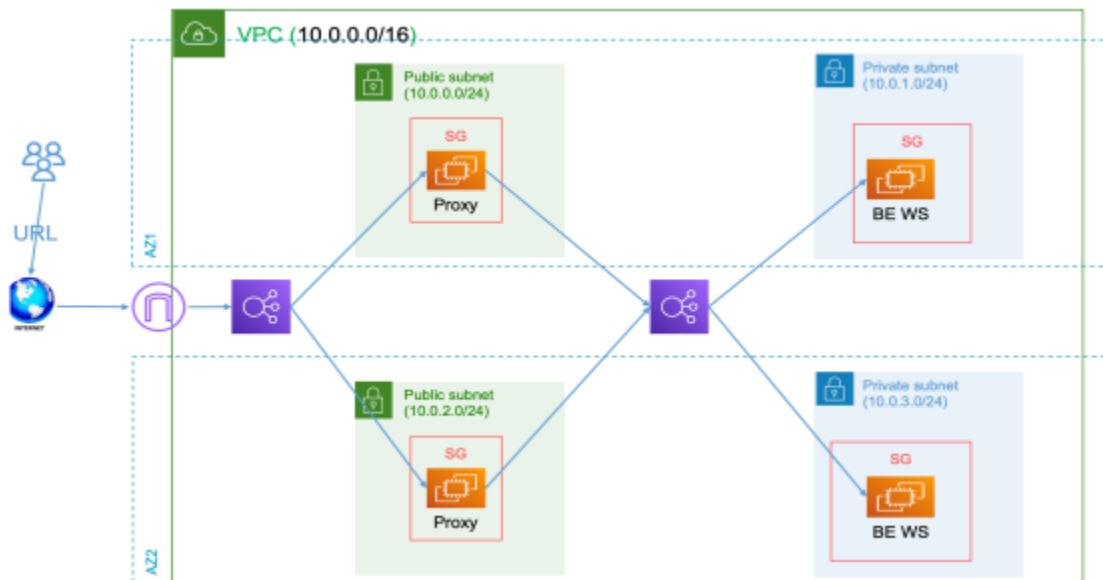 VPC (10.0.0.0/16)
Public subnet
(10.0.0.0/24)
SG
Proxy
Private subnet
(10.0.1.0/24)
SG
BE WS
URL
AZ1
INTERNET
Public subnet
(10.0.2.0/24)
SG
Proxy
Private subnet
(10.0.3.0/24)
SG
BE WS
AZ2